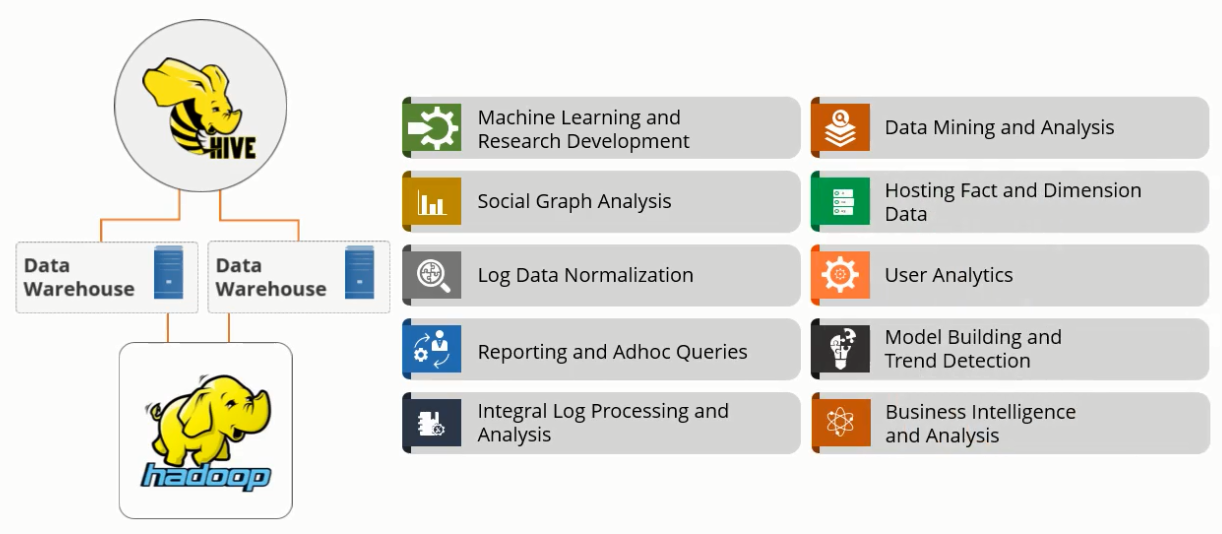 HIVE
Data
Warehouse
Data
Warehouse
hadoop
Machine Learning and
Research Development
Social Graph Analysis
Log Data Normalization
Reporting and Adhoc Queries
Integral Log Processing and
Analysis
Data Mining and Analysis
Hosting Fact and Dimension
Data
User Analytics
Model Building and
Trend Detection
Business Intelligence
and Analysis